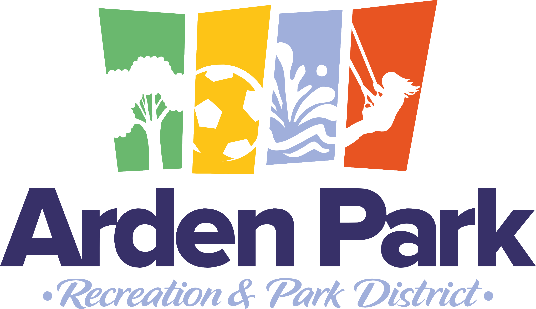 Arden Park
• Recreation & Park District •